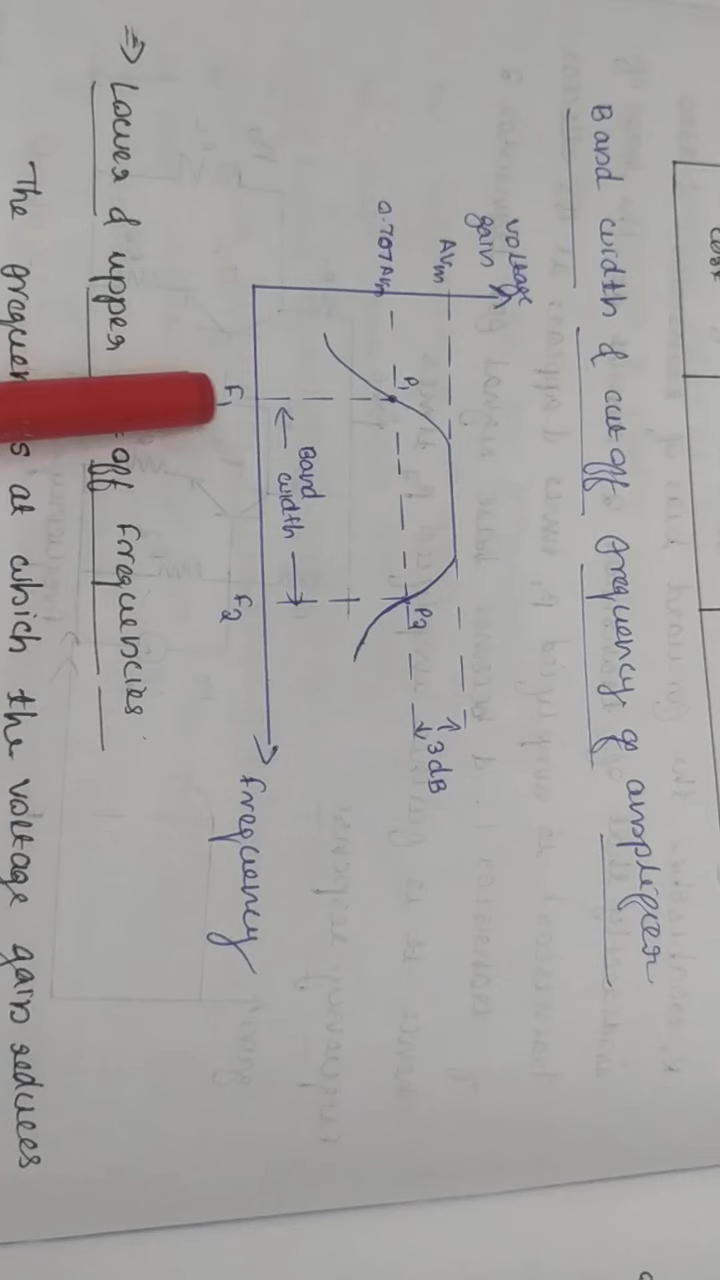 cost
Band width & cut off frequency of amplifier
voltage
gain
AVm
3dB
0.707Avm
P1
P2
Band
width
F1
F2
frequency
=> Lower & upper off frequencies.
The at which the voltage gain reduces